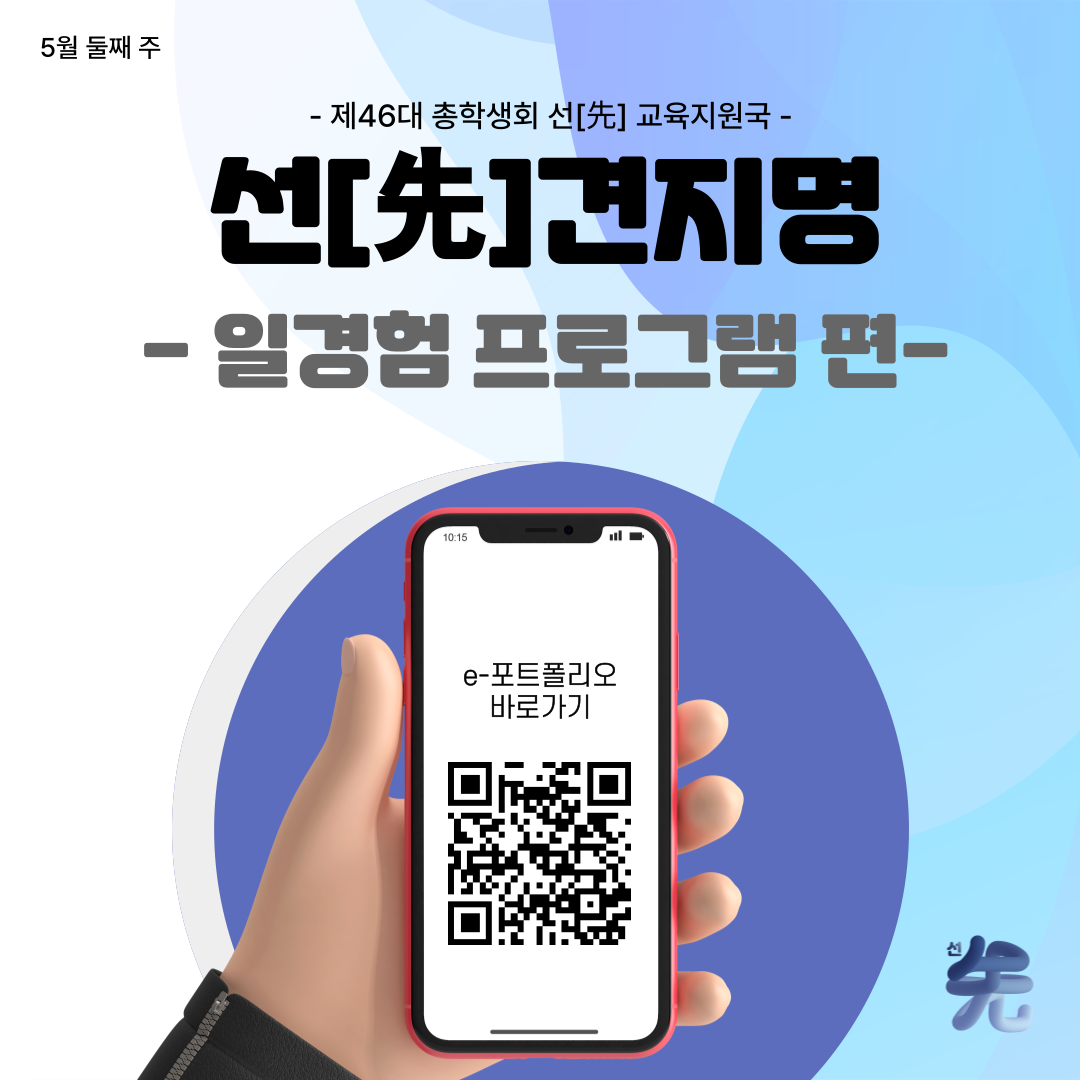 5월 둘째 주
- 제46대 총학생회 선[先] 교육지원국 -
선[先]견지명
- 일경험 프로그램 편-
10:15
e-포트폴리오
바로가기
선
先